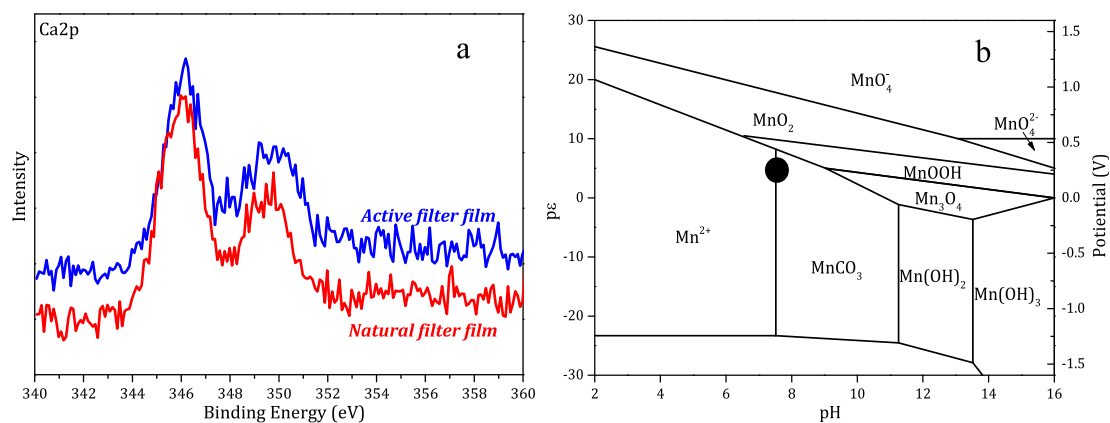 Ca2p
a
Intensity
Active filter film
Natural filter film
340 342 344 346 348 350 352 354 356 358 360
Binding Energy (eV)
b
30
20
10
0
-10
-20
-30
pε
MnO₄⁻
MnO₂
MnO₄²⁻
MnOOH
Mn₃O₄
Mn²⁺
MnCO₃
Mn(OH)₂
Mn(OH)₃
1.5
1.0
0.5
0.0
-0.5
-1.0
-1.5
Potential (V)
2 4 6 8 10 12 14 16
pH